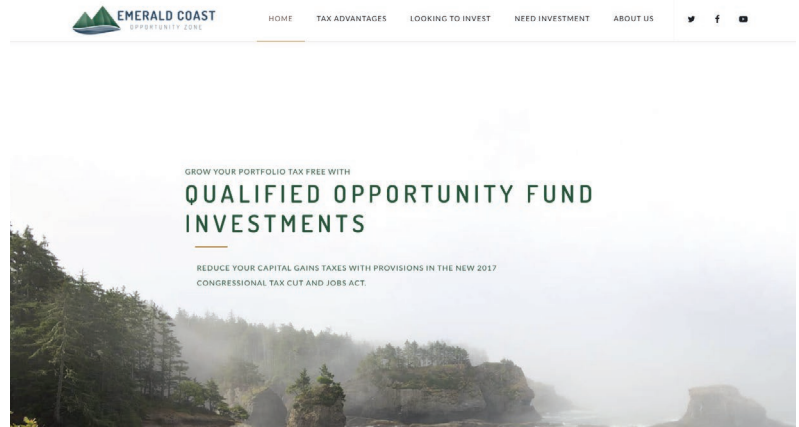 EMERALD COAST
OPPORTUNITY ZONE
HOME TAX ADVANTAGES LOOKING TO INVEST NEED INVESTMENT ABOUT US
GROW YOUR PORTFOLIO TAX FREE WITH
QUALIFIED OPPORTUNITY FUND
INVESTMENTS
REDUCE YOUR CAPITAL GAINS TAXES WITH PROVISIONS IN THE NEW 2017
CONGRESSIONAL TAX CUT AND JOBS ACT.